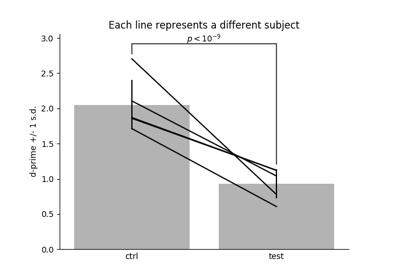 Each line represents a different subject
p < 10⁻⁹
3.0
2.5
2.0
1.5
1.0
0.5
0.0
d-prime +/- 1 s.d.
ctrl test